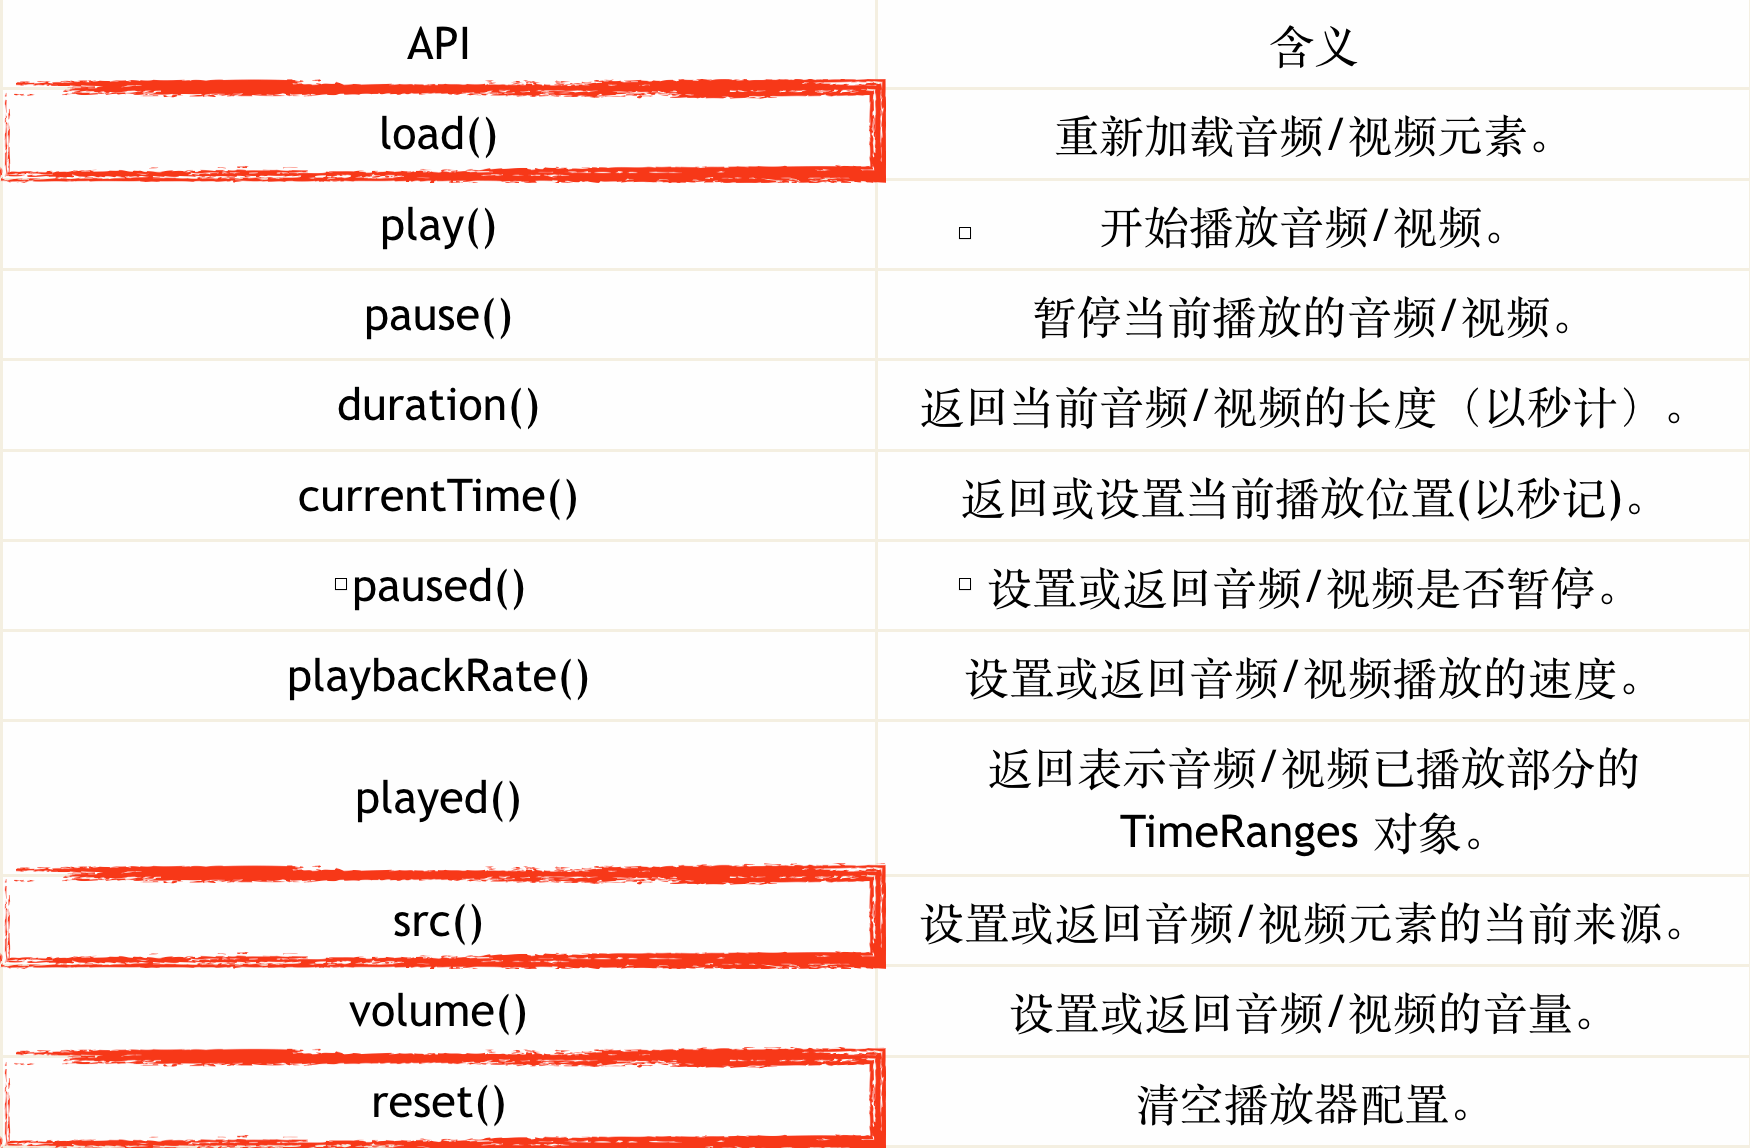 API 含义
load() 重新加载音频/视频元素。
play() 开始播放音频/视频。
pause() 暂停当前播放的音频/视频。
duration() 返回当前音频/视频的长度（以秒计）。
currentTime() 返回或设置当前播放位置(以秒记)。
paused() 设置或返回音频/视频是否暂停。
playbackRate() 设置或返回音频/视频播放的速度。
played() 返回表示音频/视频已播放部分的
TimeRanges 对象。
src() 设置或返回音频/视频元素的当前来源。
volume() 设置或返回音频/视频的音量。
reset() 清空播放器配置。